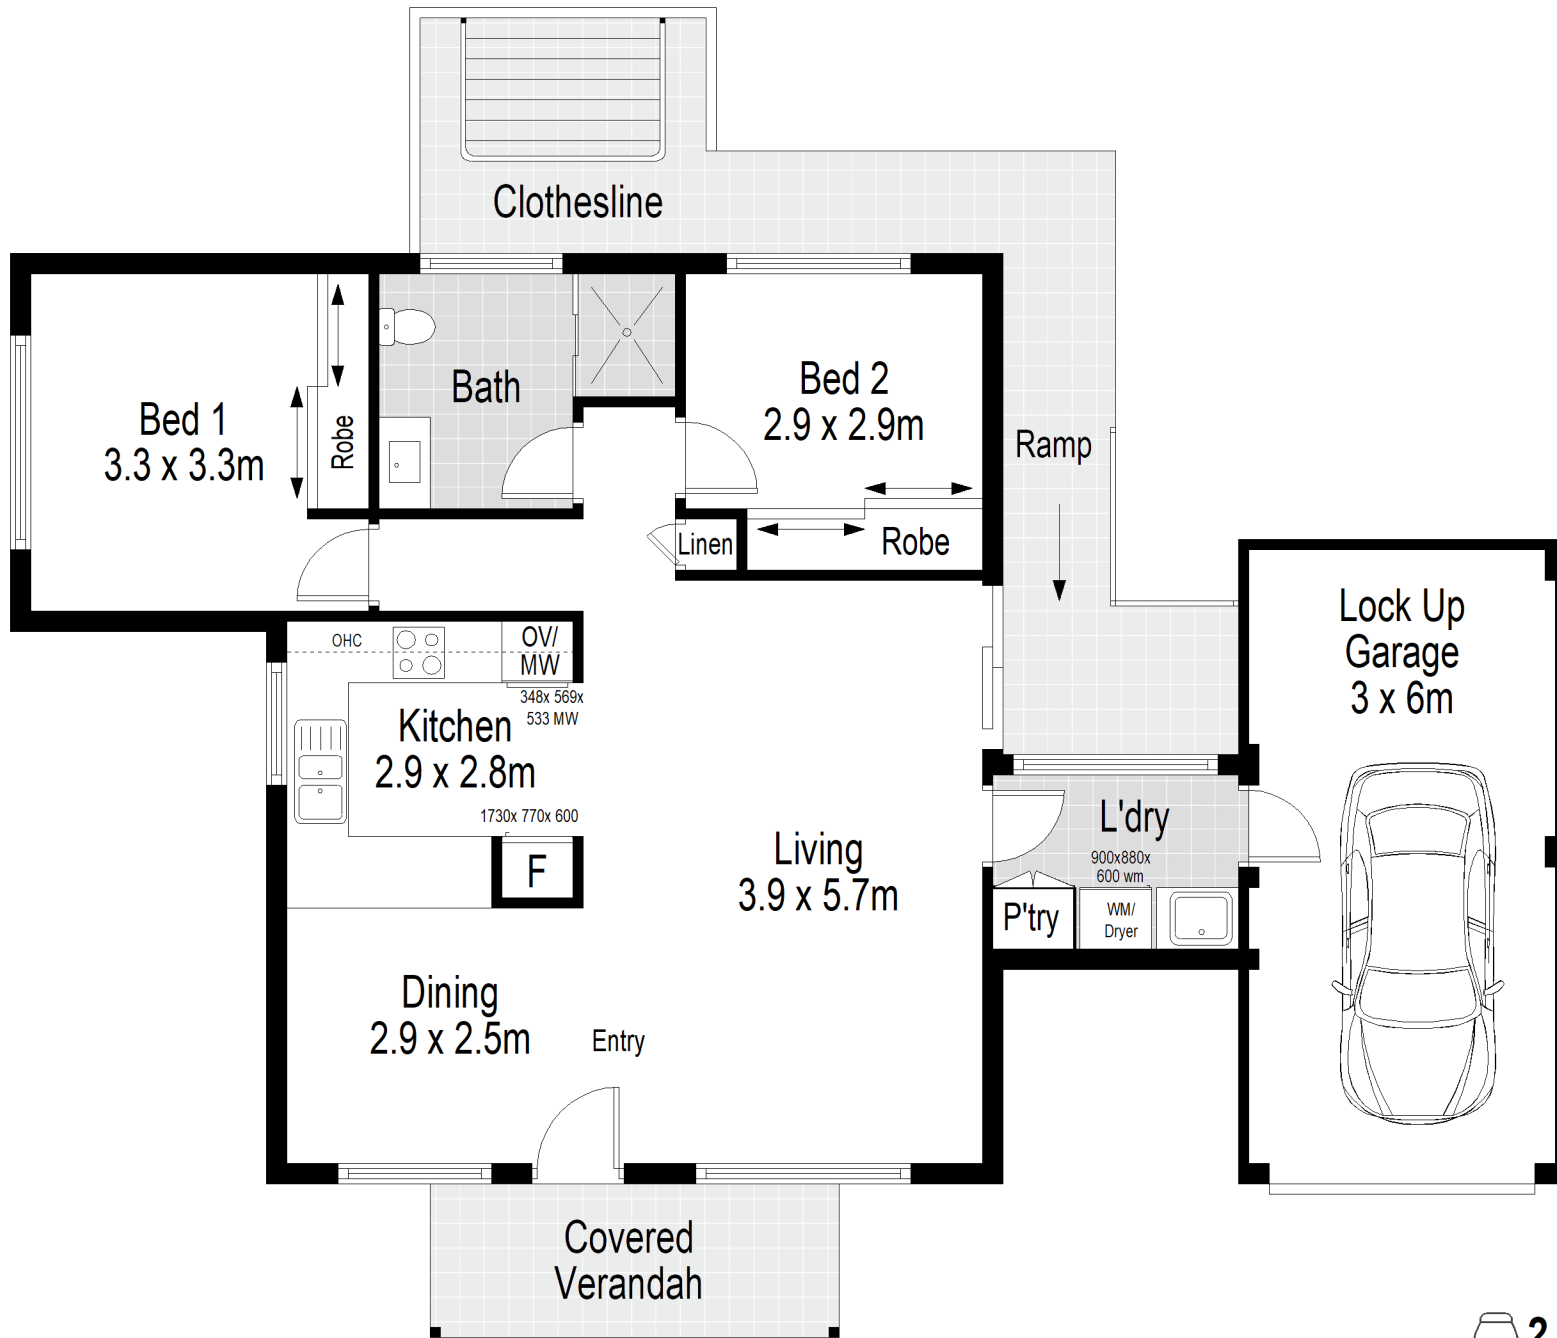 Clothesline
Bed 1
3.3 x 3.3m
Robe
Bath
Bed 2
2.9 x 2.9m
Ramp
Linen
Robe
Lock Up
Garage
3 x 6m
OHC
OV/
MW
348x 569x
533 MW
Kitchen
2.9 x 2.8m
1730x 770x 600
F
Living
3.9 x 5.7m
L'dry
900x880x
600 wm
P'try
WM/
Dryer
Dining
2.9 x 2.5m
Entry
Covered
Verandah
2